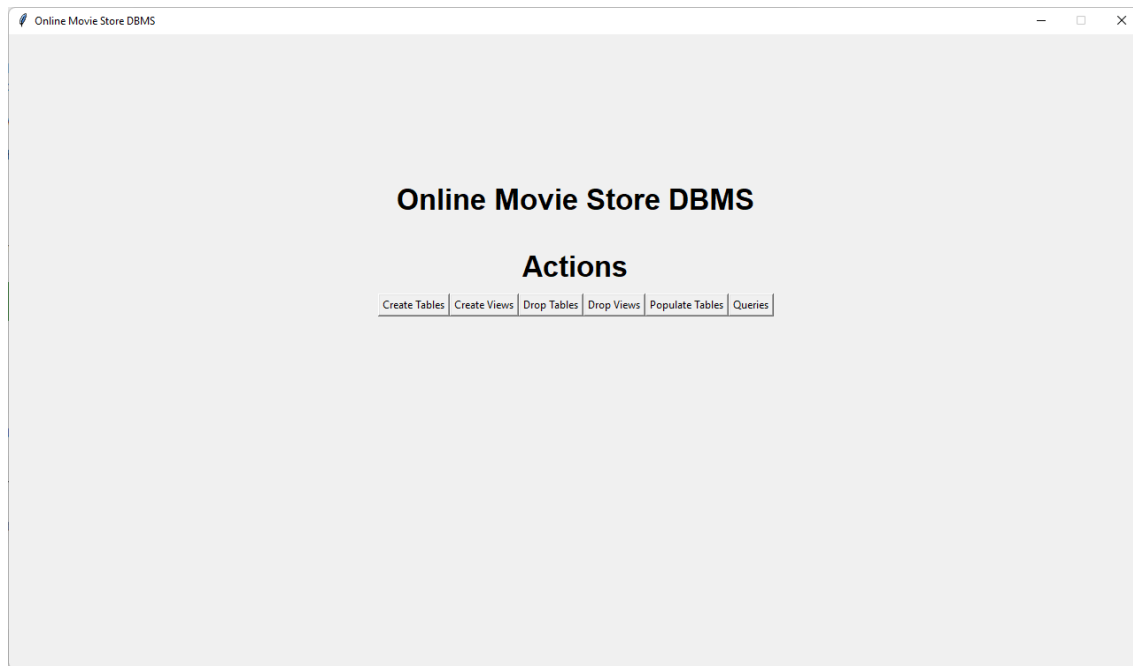 Online Movie Store DBMS
Online Movie Store DBMS
Actions
Create Tables Create Views Drop Tables Drop Views Populate Tables Queries